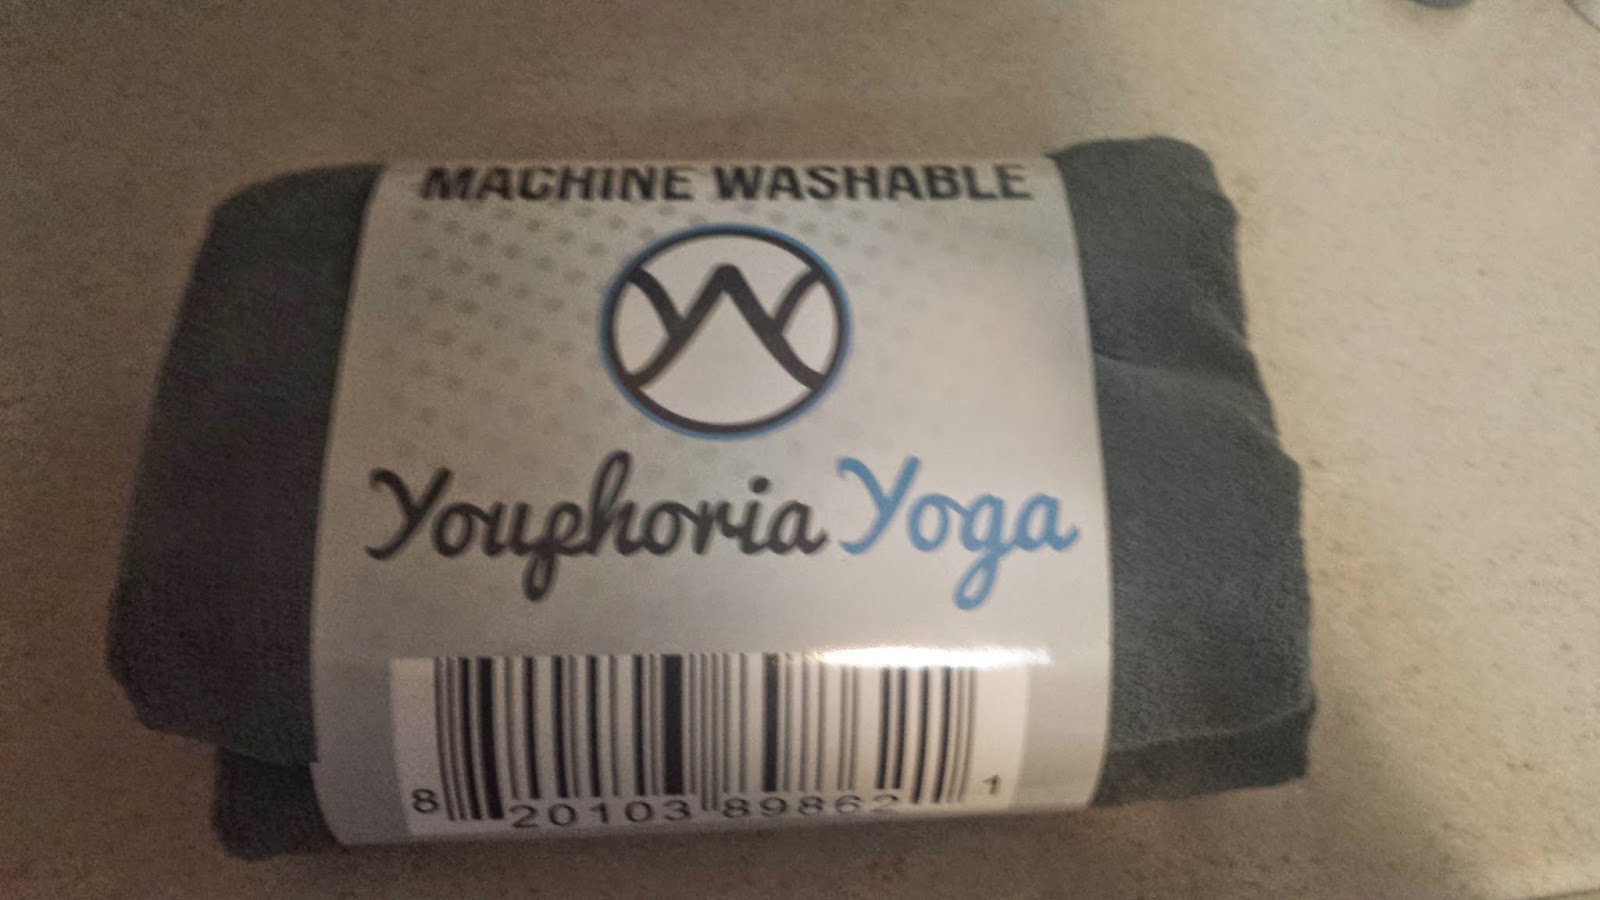 MACHINE WASHABLE
Youphoria Yoga
8 20103 89862 1